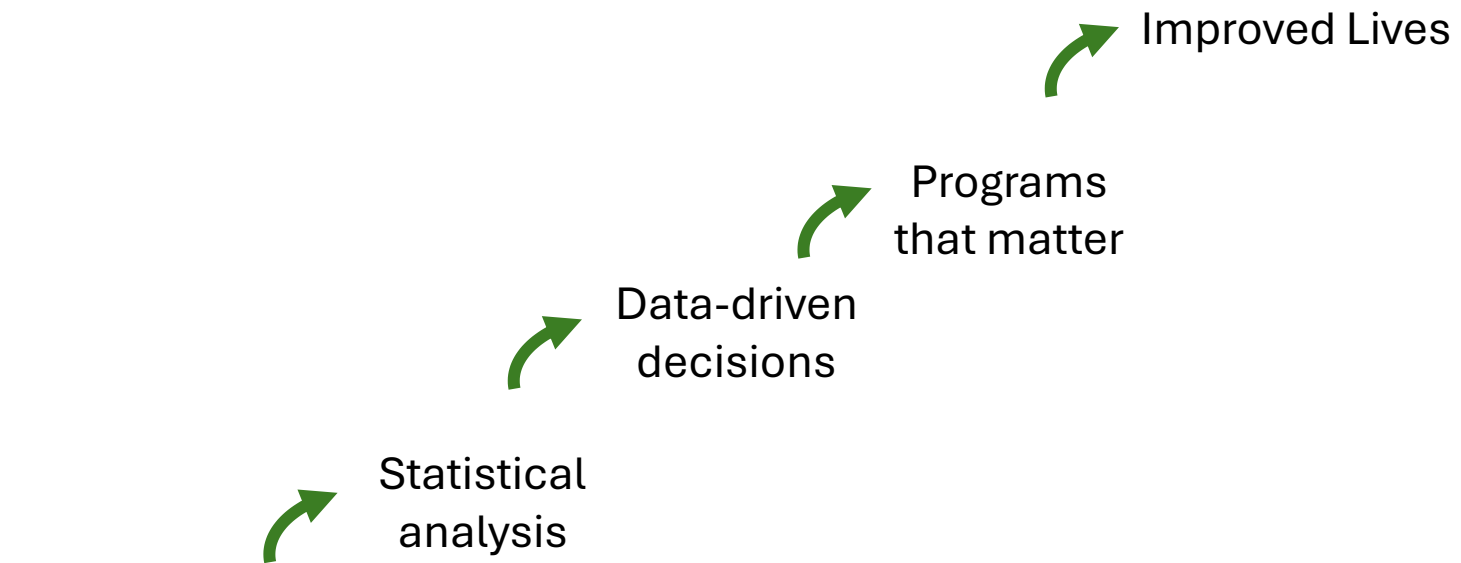 Improved Lives
Programs
that matter
Data-driven
decisions
Statistical
analysis